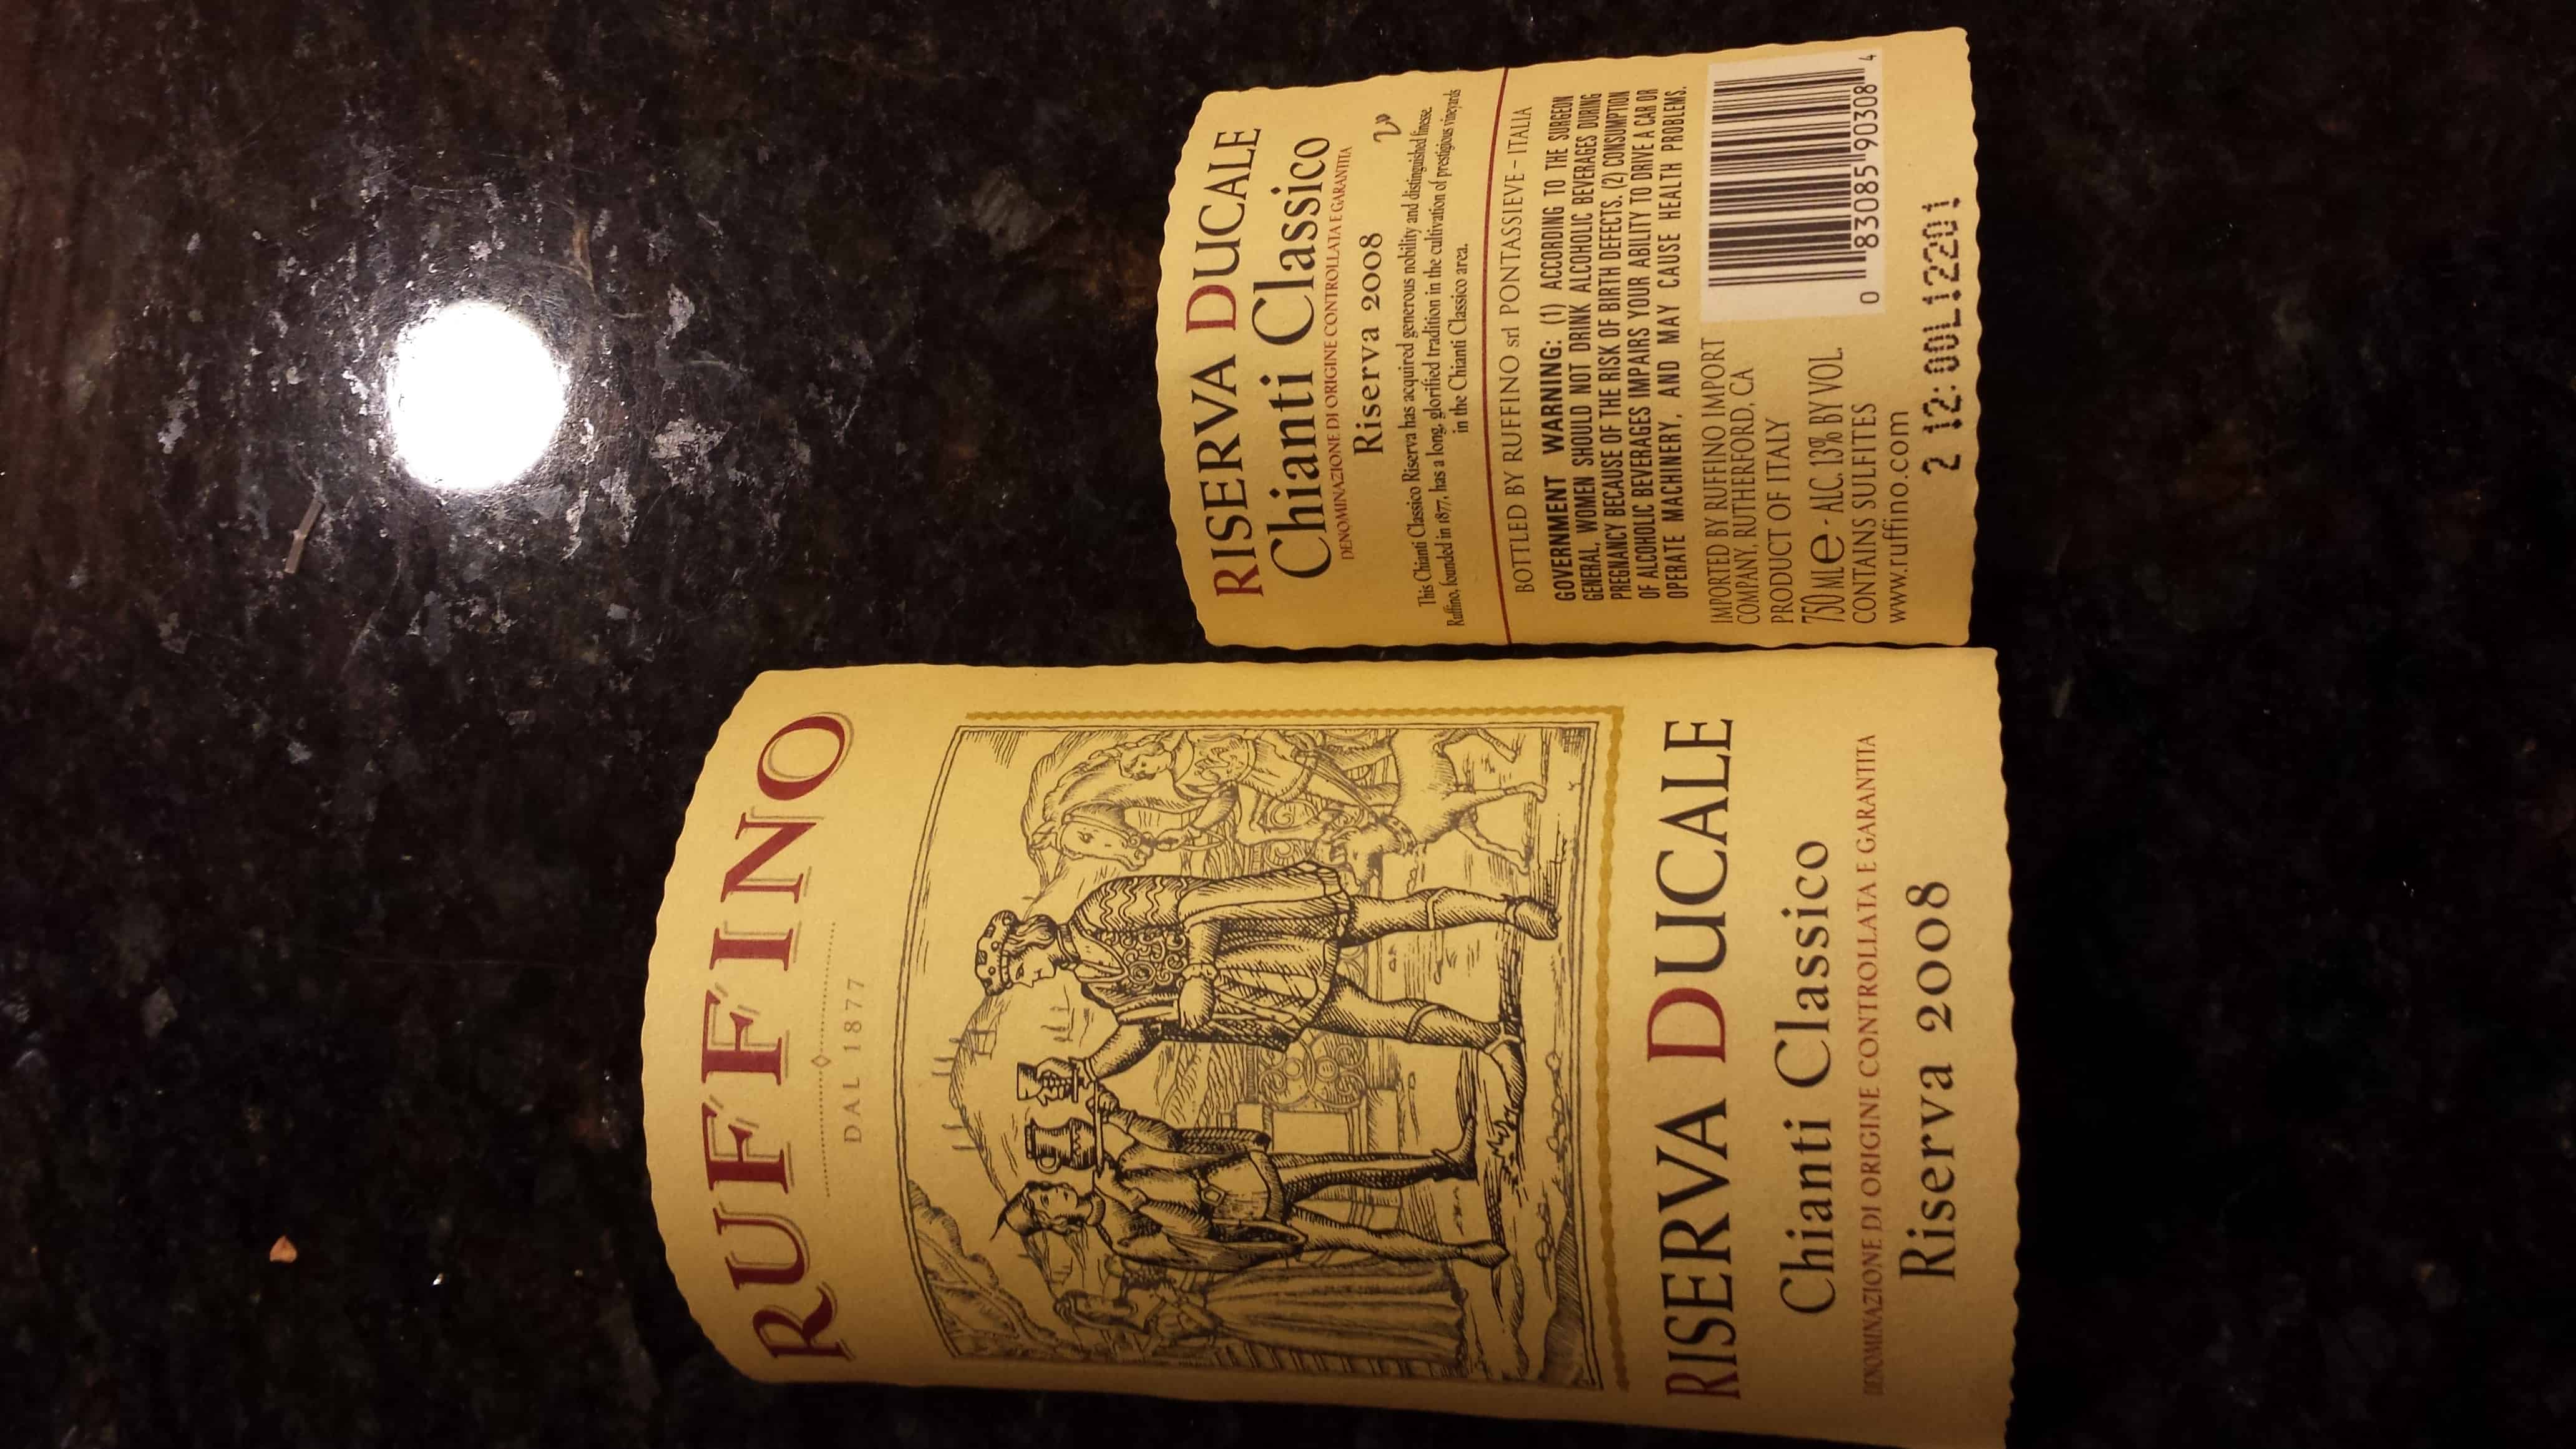 RUFFINO
DAL 1877
RISERVA DUCALE
Chianti Classico
DENOMINAZIONE DI ORIGINE CONTROLLATA E GARANTITA
Riserva 2008
RISERVA DUCALE
Chianti Classico
DENOMINAZIONE DI ORIGINE CONTROLLATA E GARANTITA
Riserva 2008
This Chianti Classico Riserva has acquired generous nobility and distinguished finesse.
Ruffino, founded in 1877, has a long, glorified tradition in the cultivation of prestigious vineyards
in the Chianti Classico area.
BOTTLED BY RUFFINO srl PONTASSIEVE - ITALIA
GOVERNMENT WARNING: (1) ACCORDING TO THE SURGEON
GENERAL, WOMEN SHOULD NOT DRINK ALCOHOLIC BEVERAGES DURING
PREGNANCY BECAUSE OF THE RISK OF BIRTH DEFECTS. (2) CONSUMPTION
OF ALCOHOLIC BEVERAGES IMPAIRS YOUR ABILITY TO DRIVE A CAR OR
OPERATE MACHINERY, AND MAY CAUSE HEALTH PROBLEMS.
IMPORTED BY RUFFINO IMPORT
COMPANY, RUTHERFORD, CA
PRODUCT OF ITALY
750 ML e - ALC. 13% BY VOL.
CONTAINS SULFITES
www.ruffino.com
0 83085 90308 4
2 12:00L12201